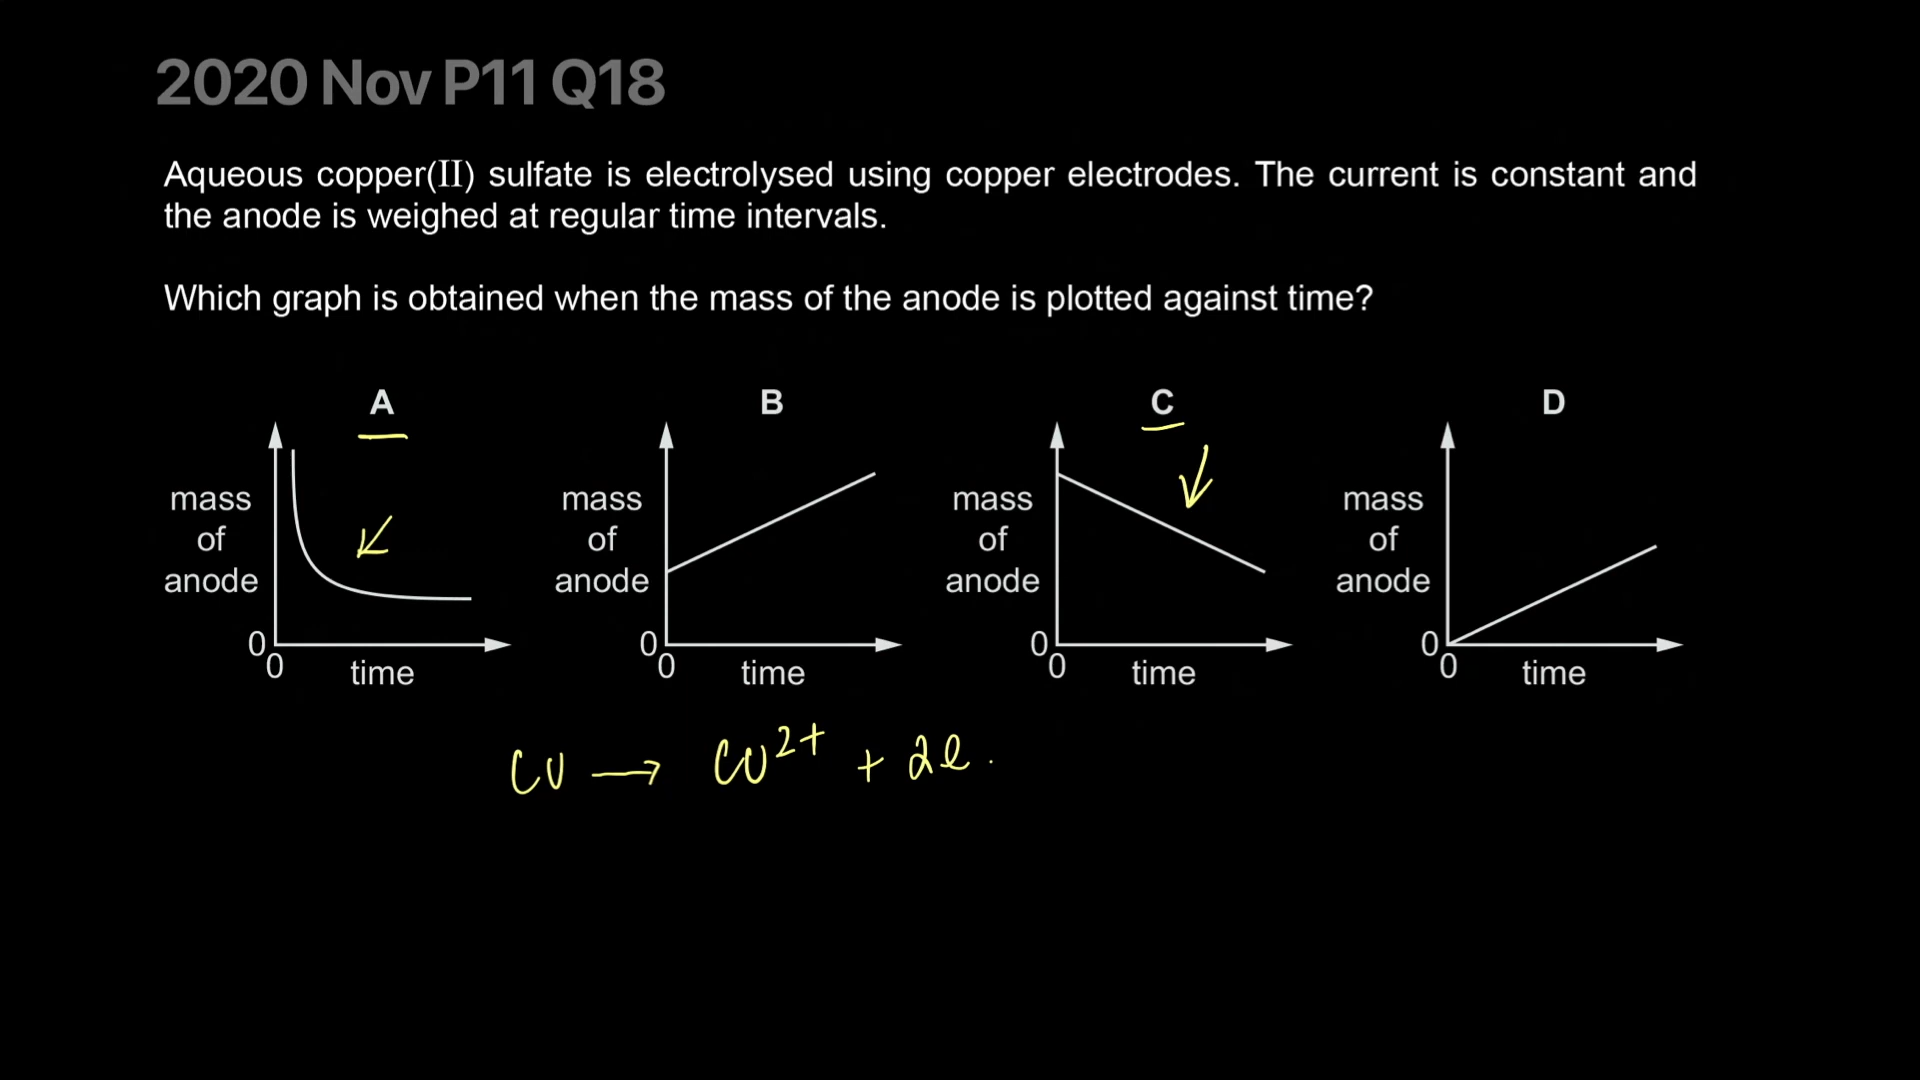 2020 Nov P11 Q18
Aqueous copper(II) sulfate is electrolysed using copper electrodes. The current is constant and
the anode is weighed at regular time intervals.
Which graph is obtained when the mass of the anode is plotted against time?
A
mass
of
anode
0
0
time
B
mass
of
anode
0
0
time
C
mass
of
anode
0
0
time
D
mass
of
anode
0
0
time
Cu → Cu²⁺ + 2e.